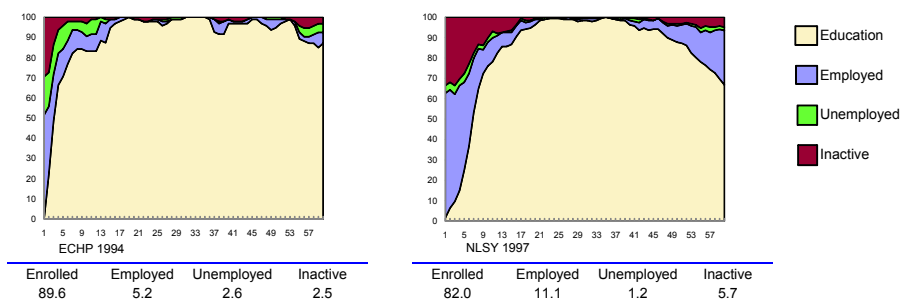 100
90
80
70
60
50
40
30
20
10
0
1 5 9 13 17 21 25 29 33 37 41 45 49 53 57
ECHP 1994
Enrolled Employed Unemployed Inactive
89.6 5.2 2.6 2.5
100
90
80
70
60
50
40
30
20
10
0
1 5 9 13 17 21 25 29 33 37 41 45 49 53 57
NLSY 1997
Enrolled Employed Unemployed Inactive
82.0 11.1 1.2 5.7
Education
Employed
Unemployed
Inactive